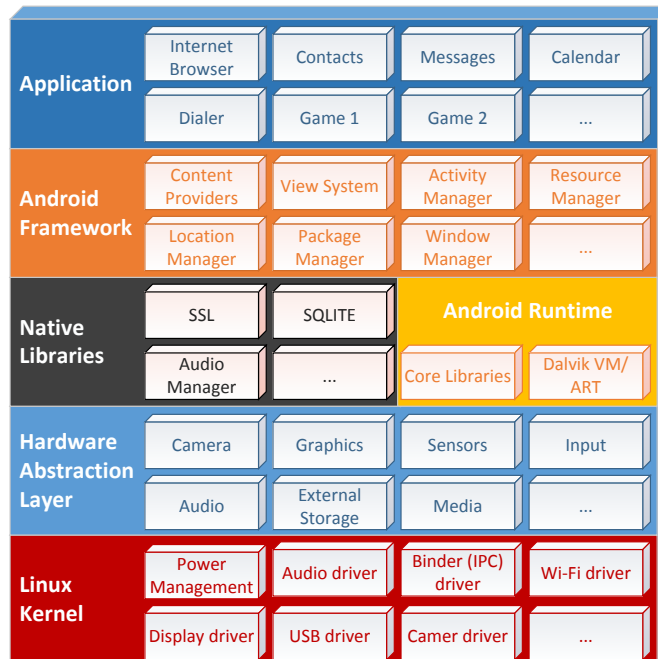 Application
Internet
Browser
Contacts
Messages
Calendar
Dialer
Game 1
Game 2
...
Android
Framework
Content
Providers
View System
Activity
Manager
Resource
Manager
Location
Manager
Package
Manager
Window
Manager
...
Native
Libraries
SSL
SQLITE
Audio
Manager
...
Android Runtime
Core Libraries
Dalvik VM/
ART
Hardware
Abstraction
Layer
Camera
Graphics
Sensors
Input
Audio
External
Storage
Media
...
Linux
Kernel
Power
Management
Audio driver
Binder (IPC)
driver
Wi-Fi driver
Display driver
USB driver
Camer driver
...